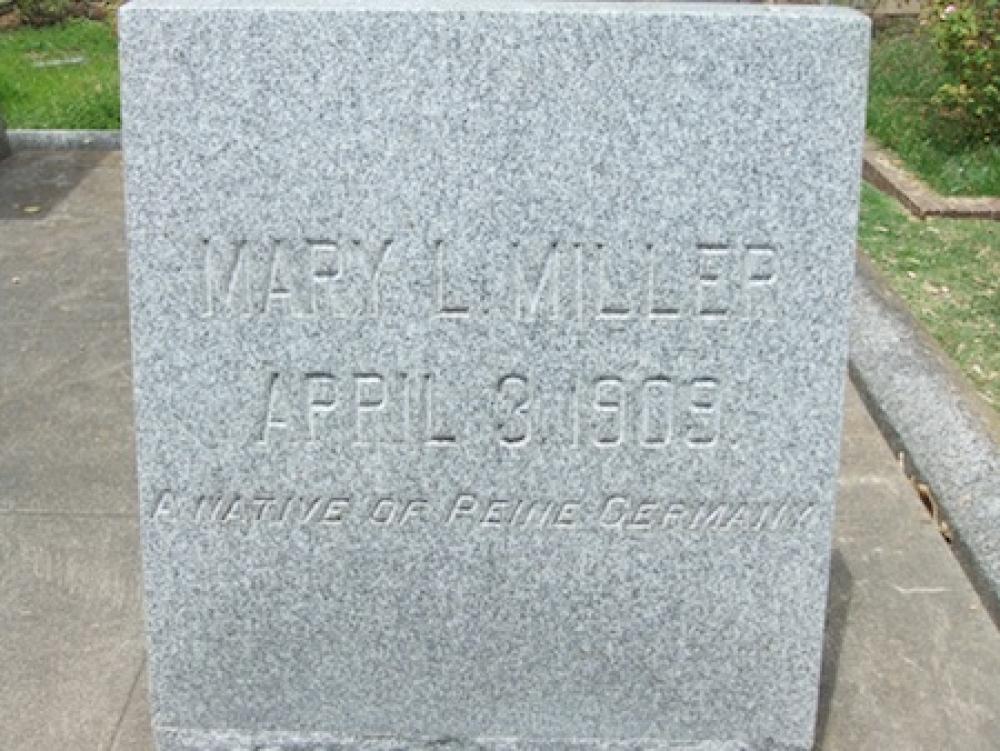 MARY L. MILLER
APRIL 3. 1909.
A NATIVE OF PEINE GERMANY